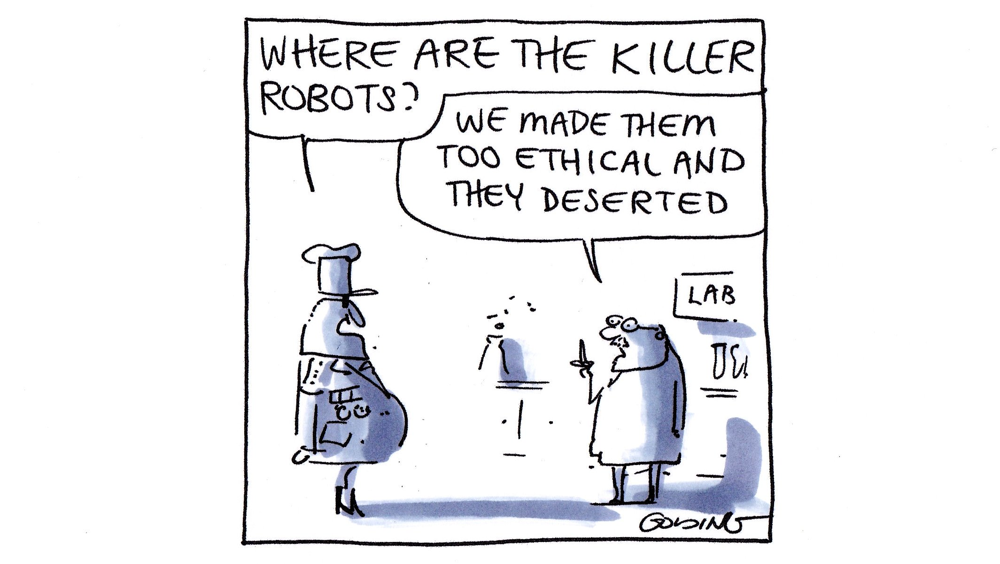 WHERE ARE THE KILLER
ROBOTS?
WE MADE THEM
TOO ETHICAL AND
THEY DESERTED
LAB
GOLDING